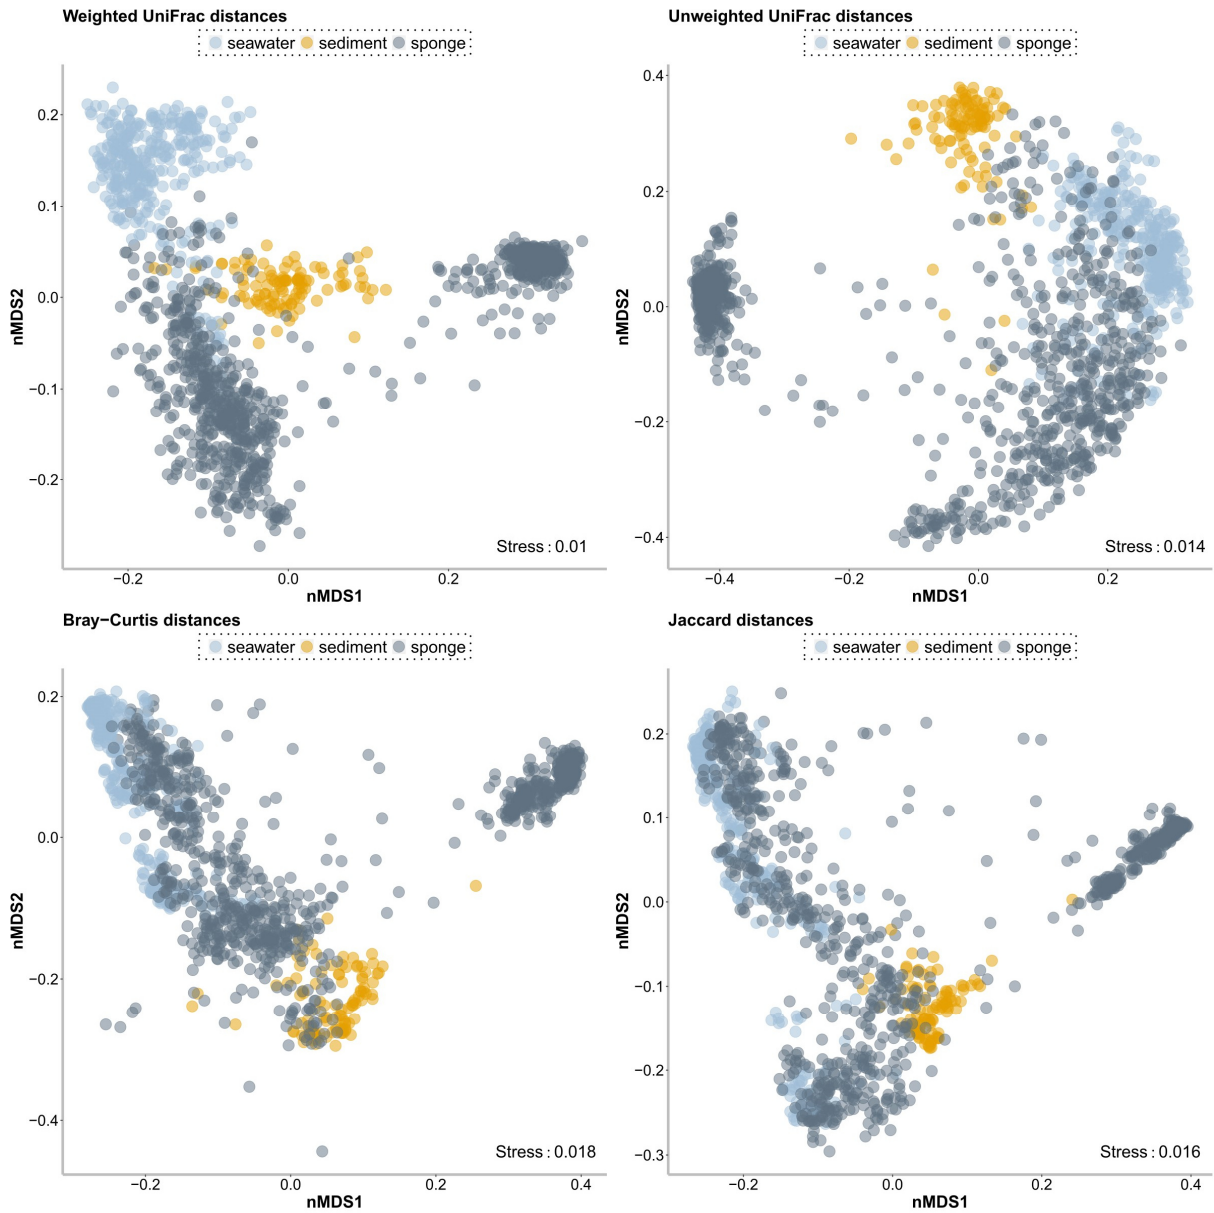 Weighted UniFrac distances
seawater sediment sponge
0.2
0.1
0.0
−0.1
−0.2
nMDS2
Stress : 0.01
−0.2 0.0 0.2
nMDS1
Unweighted UniFrac distances
seawater sediment sponge
0.4
0.2
0.0
−0.2
−0.4
nMDS2
Stress : 0.014
−0.4 −0.2 0.0 0.2
nMDS1
Bray−Curtis distances
seawater sediment sponge
0.2
0.0
−0.2
−0.4
nMDS2
Stress : 0.018
−0.2 0.0 0.2 0.4
nMDS1
Jaccard distances
seawater sediment sponge
0.2
0.1
0.0
−0.1
−0.2
−0.3
nMDS2
Stress : 0.016
−0.2 0.0 0.2 0.4
nMDS1